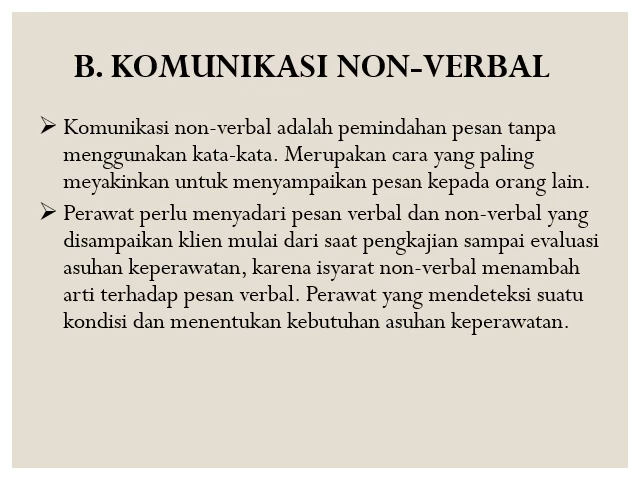 B. KOMUNIKASI NON-VERBAL
➢ Komunikasi non-verbal adalah pemindahan pesan tanpa
menggunakan kata-kata. Merupakan cara yang paling
meyakinkan untuk menyampaikan pesan kepada orang lain.
➢ Perawat perlu menyadari pesan verbal dan non-verbal yang
disampaikan klien mulai dari saat pengkajian sampai evaluasi
asuhan keperawatan, karena isyarat non-verbal menambah
arti terhadap pesan verbal. Perawat yang mendeteksi suatu
kondisi dan menentukan kebutuhan asuhan keperawatan.